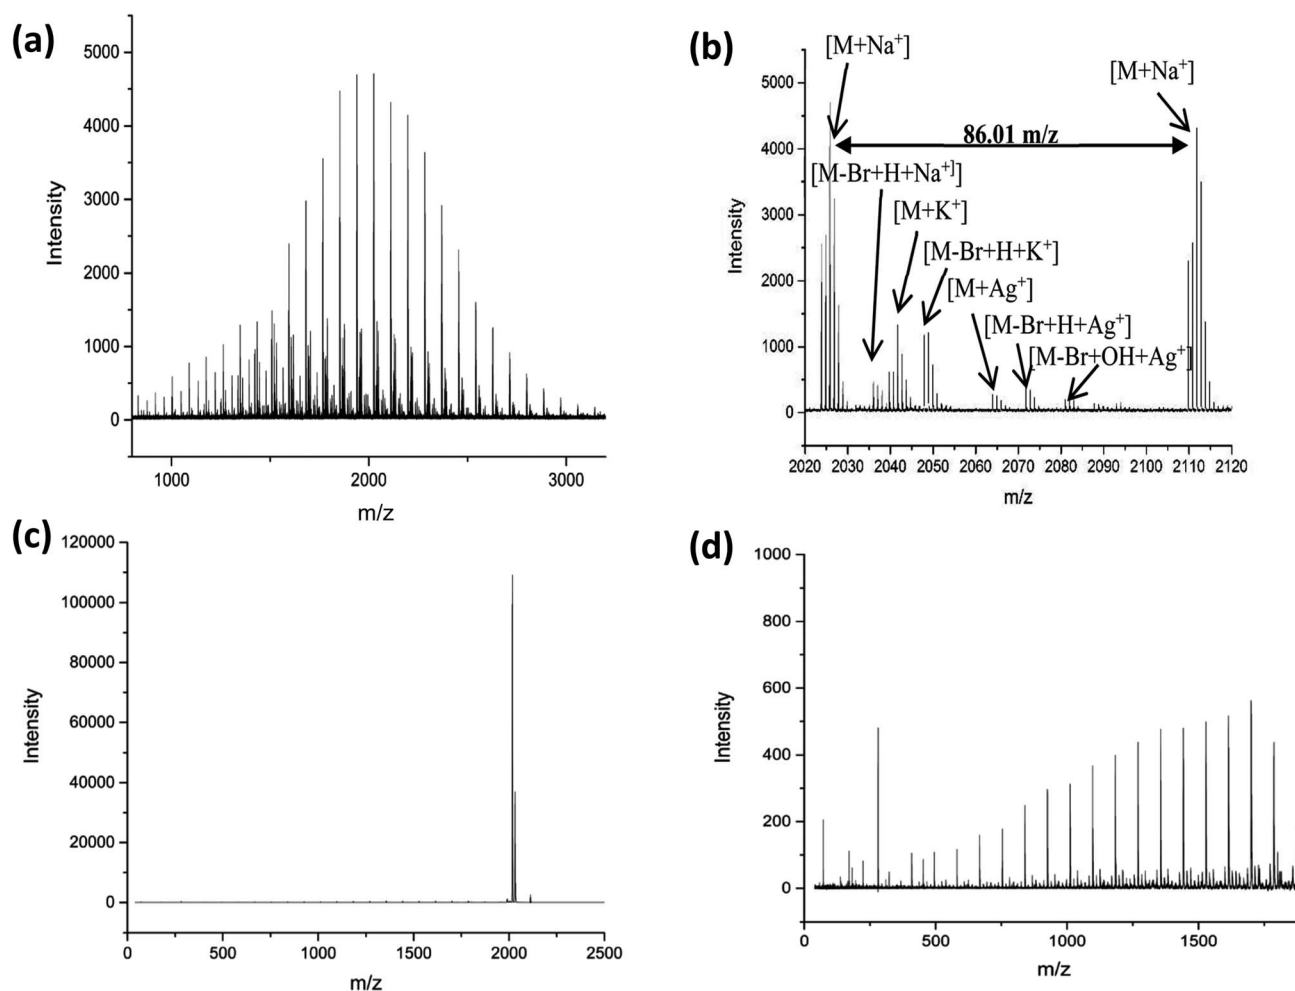 (a)
5000
4000
3000
2000
1000
0
Intensity
1000 2000 3000
m/z
(b)
[M+Na⁺]
[M+Na⁺]
86.01 m/z
[M-Br+H+Na⁺]]
[M+K⁺]
[M-Br+H+K⁺]
[M+Ag⁺]
[M-Br+H+Ag⁺]
[M-Br+OH+Ag⁺]
5000
4000
3000
2000
1000
0
Intensity
2020 2030 2040 2050 2060 2070 2080 2090 2100 2110 2120
m/z
(c)
120000
100000
80000
60000
40000
20000
0
Intensity
0 500 1000 1500 2000 2500
m/z
(d)
1000
800
600
400
200
0
Intensity
0 500 1000 1500
m/z